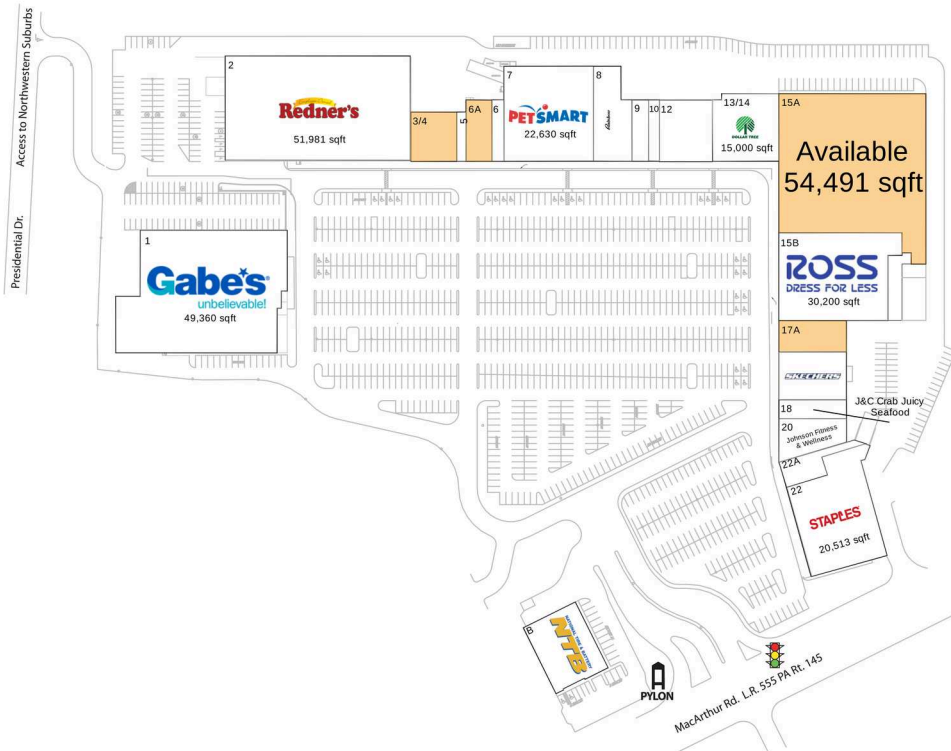 Access to Northwestern Suburbs
Presidential Dr.
2
Redner's
51,981 sqft
3/4
5
6A
6
7
PETSMART
22,630 sqft
8
9
10
12
13/14
DOLLAR TREE
15,000 sqft
15A
Available
54,491 sqft
1
Gabe's
unbelievable!
49,360 sqft
15B
ROSS
DRESS FOR LESS
30,200 sqft
17A
SKECHERS
J&C Crab Juicy
Seafood
18
20
Johnson Fitness
& Wellness
22A
22
STAPLES
20,513 sqft
B
NATIONAL TIRE & BATTERY
NTB
PYLON
MacArthur Rd. L.R. 555 PA Rt. 145